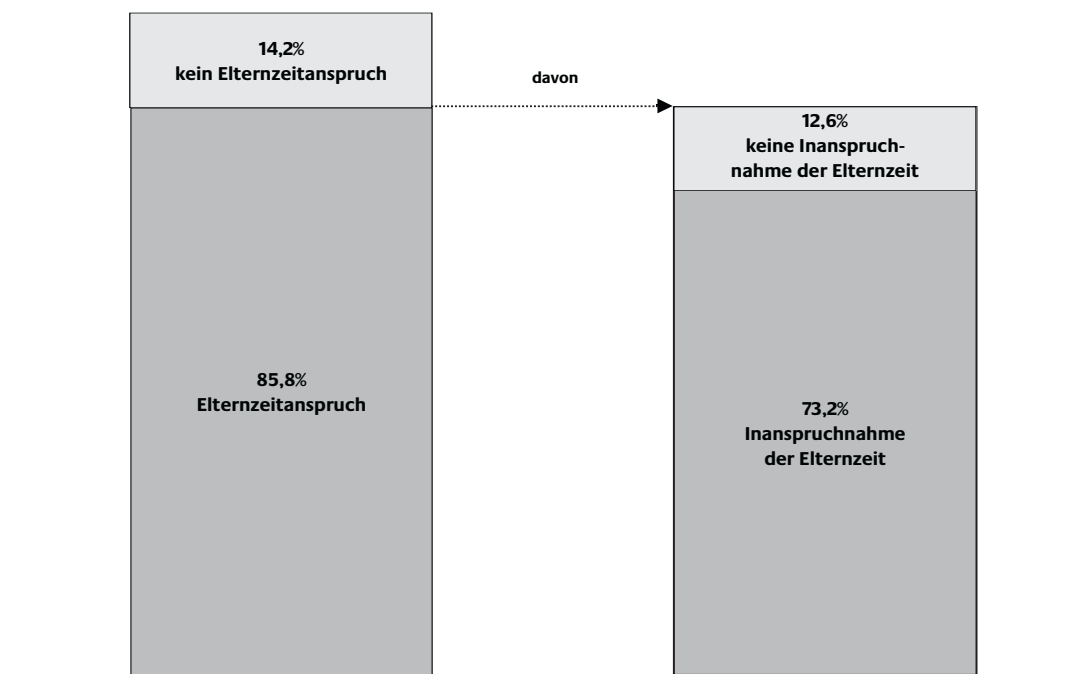 14,2%
kein Elternzeitanspruch
davon
12,6%
keine Inanspruch-
nahme der Elternzeit
85,8%
Elternzeitanspruch
73,2%
Inanspruchnahme
der Elternzeit